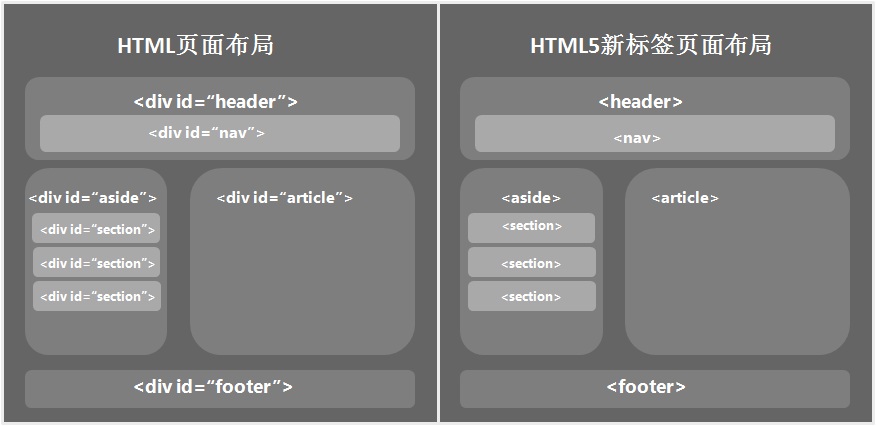 HTML页面布局
<div id=“header”>
<div id=“nav”>
<div id=“aside”>
<div id=“section”>
<div id=“section”>
<div id=“section”>
<div id=“article”>
<div id=“footer”>
HTML5新标签页面布局
<header>
<nav>
<aside>
<section>
<section>
<section>
<article>
<footer>